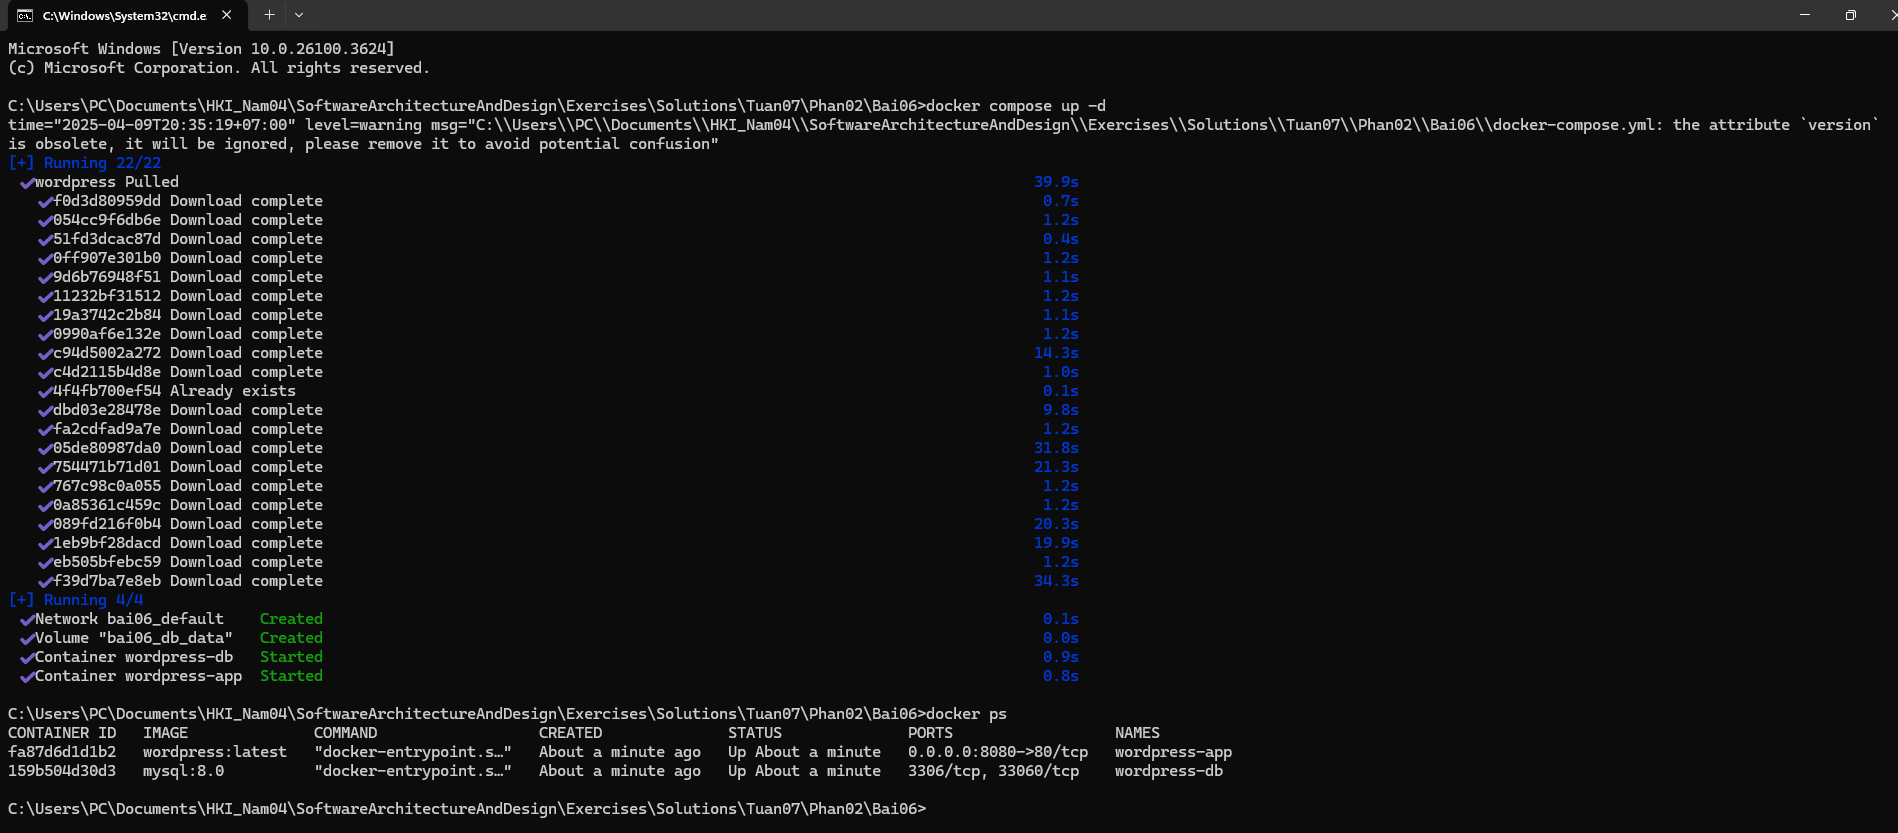 C:\Windows\System32\cmd.e
Microsoft Windows [Version 10.0.26100.3624]
(c) Microsoft Corporation. All rights reserved.
C:\Users\PC\Documents\HKI_Nam04\SoftwareArchitectureAndDesign\Exercises\Solutions\Tuan07\Phan02\Bai06>docker compose up -d
time="2025-04-09T20:35:19+07:00" level=warning msg="C:\\Users\\PC\\Documents\\HKI_Nam04\\SoftwareArchitectureAndDesign\\Exercises\\Solutions\\Tuan07\\Phan02\\Bai06\\docker-compose.yml: the attribute `version`
is obsolete, it will be ignored, please remove it to avoid potential confusion"
[+] Running 22/22
✔wordpress Pulled 39.9s
✔f0d3d80959dd Download complete 0.7s
✔054cc9f6db6e Download complete 1.2s
✔51fd3dcac87d Download complete 0.4s
✔0ff907e301b0 Download complete 1.2s
✔9d6b76948f51 Download complete 1.1s
✔11232bf31512 Download complete 1.2s
✔19a3742c2b84 Download complete 1.1s
✔0990af6e132e Download complete 1.2s
✔c94d5002a272 Download complete 14.3s
✔c4d2115b4d8e Download complete 1.0s
✔4f4fb700ef54 Already exists 0.1s
✔dbd03e28478e Download complete 9.8s
✔fa2cdfad9a7e Download complete 1.2s
✔05de80987da0 Download complete 31.8s
✔754471b71d01 Download complete 21.3s
✔767c98c0a055 Download complete 1.2s
✔0a85361c459c Download complete 1.2s
✔089fd216f0b4 Download complete 20.3s
✔1eb9bf28dacd Download complete 19.9s
✔eb505bfebc59 Download complete 1.2s
✔f39d7ba7e8eb Download complete 34.3s
[+] Running 4/4
✔Network bai06_default Created 0.1s
✔Volume "bai06_db_data" Created 0.0s
✔Container wordpress-db Started 0.9s
✔Container wordpress-app Started 0.8s
C:\Users\PC\Documents\HKI_Nam04\SoftwareArchitectureAndDesign\Exercises\Solutions\Tuan07\Phan02\Bai06>docker ps
CONTAINER ID IMAGE COMMAND CREATED STATUS PORTS NAMES
fa87d6d1d1b2 wordpress:latest "docker-entrypoint.s…" About a minute ago Up About a minute 0.0.0.0:8080->80/tcp wordpress-app
159b504d30d3 mysql:8.0 "docker-entrypoint.s…" About a minute ago Up About a minute 3306/tcp, 33060/tcp wordpress-db
C:\Users\PC\Documents\HKI_Nam04\SoftwareArchitectureAndDesign\Exercises\Solutions\Tuan07\Phan02\Bai06>